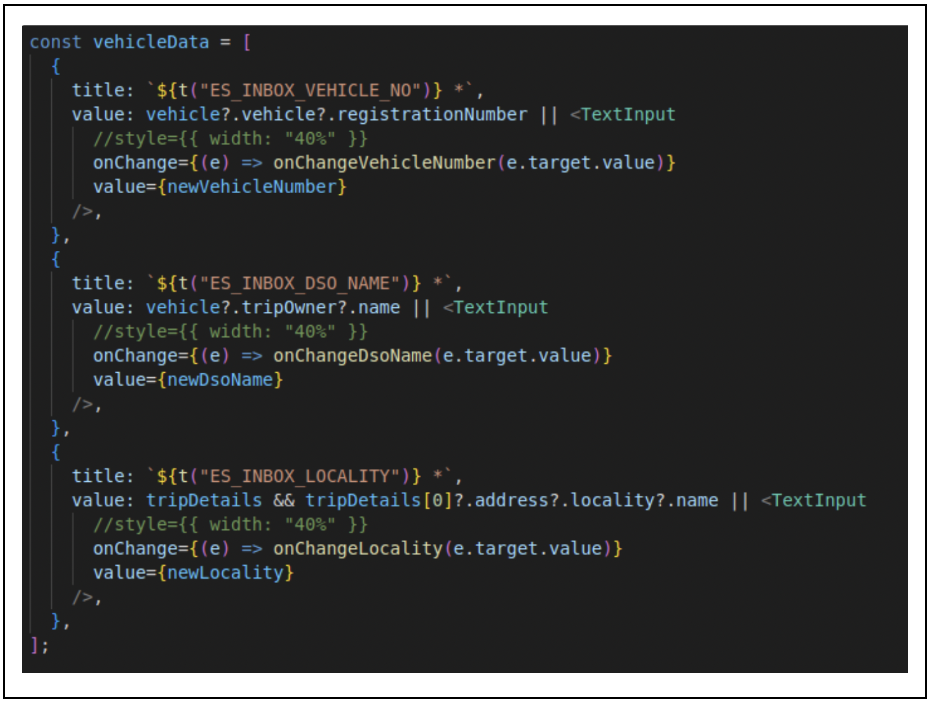 const vehicleData = [
{
title: `${t("ES_INBOX_VEHICLE_NO")} *`,
value: vehicle?.vehicle?.registrationNumber || <TextInput
//style={{ width: "40%" }}
onChange={(e) => onChangeVehicleNumber(e.target.value)}
value={newVehicleNumber}
/>,
},
{
title: `${t("ES_INBOX_DSO_NAME")} *`,
value: vehicle?.tripOwner?.name || <TextInput
//style={{ width: "40%" }}
onChange={(e) => onChangeDsoName(e.target.value)}
value={newDsoName}
/>,
},
{
title: `${t("ES_INBOX_LOCALITY")} *`,
value: tripDetails && tripDetails[0]?.address?.locality?.name || <TextInput
//style={{ width: "40%" }}
onChange={(e) => onChangeLocality(e.target.value)}
value={newLocality}
/>,
},
];